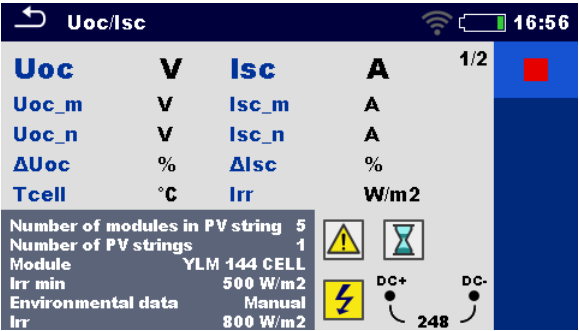 Uoc/Isc 16:56
Uoc V Isc A 1/2
Uoc_m V Isc_m A
Uoc_n V Isc_n A
ΔUoc % ΔIsc %
Tcell °C Irr W/m2
Number of modules in PV string 5
Number of PV strings 1
Module YLM 144 CELL
Irr min 500 W/m2
Environmental data Manual
Irr 800 W/m2
DC+ DC-
248